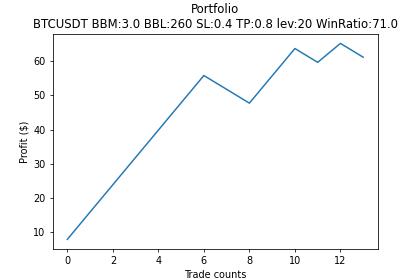 Portfolio
BTCUSDT BBM:3.0 BBL:260 SL:0.4 TP:0.8 lev:20 WinRatio:71.0
60
50
40
30
20
10
Profit ($)
0 2 4 6 8 10 12
Trade counts